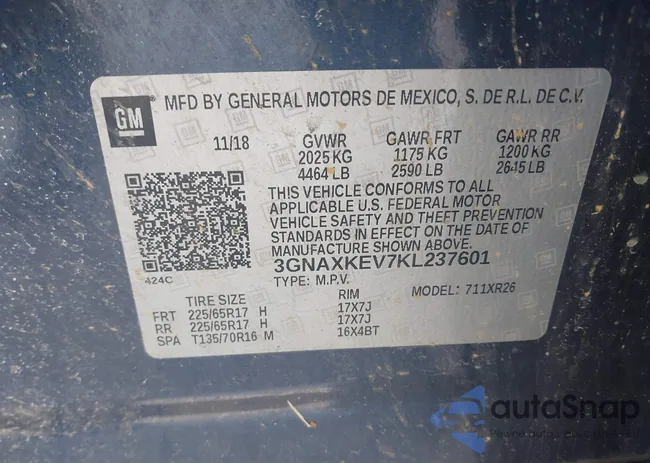 GM
MFD BY GENERAL MOTORS DE MEXICO, S. DE R.L. DE C.V.
11/18 GVWR GAWR FRT GAWR RR
2025 KG 1175 KG 1200 KG
4464 LB 2590 LB 2645 LB
THIS VEHICLE CONFORMS TO ALL
APPLICABLE U.S. FEDERAL MOTOR
VEHICLE SAFETY AND THEFT PREVENTION
STANDARDS IN EFFECT ON THE DATE OF
MANUFACTURE SHOWN ABOVE.
3GNAXKEV7KL237601
424C
TYPE: M.P.V.
MODEL: 711XR26
TIRE SIZE RIM
FRT 225/65R17 H 17X7J
RR 225/65R17 H 17X7J
SPA T135/70R16 M 16X4BT
autoSnap